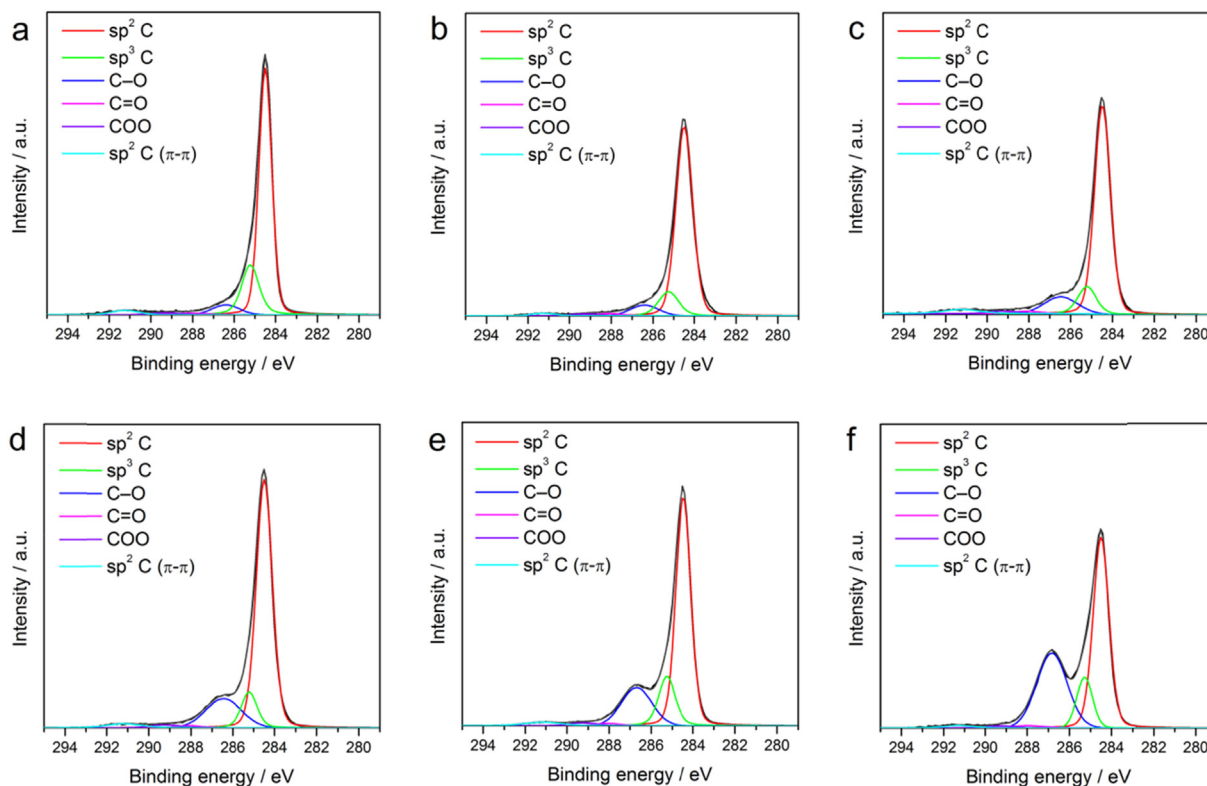 a
sp² C
sp³ C
C–O
C=O
COO
sp² C (π-π)
Intensity / a.u.
294 292 290 288 286 284 282 280
Binding energy / eV
b
sp² C
sp³ C
C–O
C=O
COO
sp² C (π-π)
Intensity / a.u.
294 292 290 288 286 284 282 280
Binding energy / eV
c
sp² C
sp³ C
C–O
C=O
COO
sp² C (π-π)
Intensity / a.u.
294 292 290 288 286 284 282 280
Binding energy / eV
d
sp² C
sp³ C
C–O
C=O
COO
sp² C (π-π)
Intensity / a.u.
294 292 290 288 286 284 282 280
Binding energy / eV
e
sp² C
sp³ C
C–O
C=O
COO
sp² C (π-π)
Intensity / a.u.
294 292 290 288 286 284 282 280
Binding energy / eV
f
sp² C
sp³ C
C–O
C=O
COO
sp² C (π-π)
Intensity / a.u.
294 292 290 288 286 284 282 280
Binding energy / eV